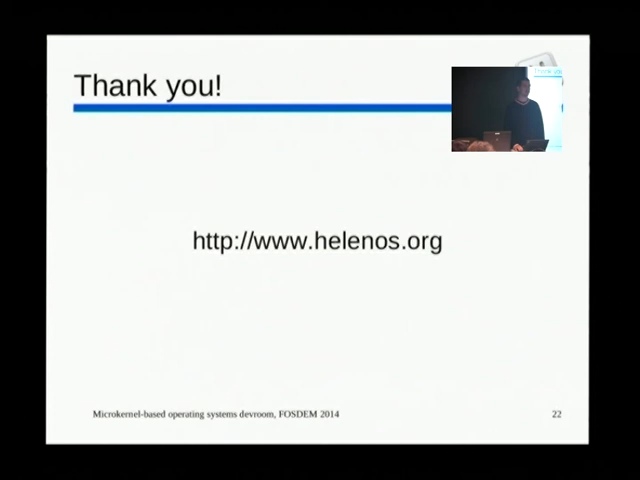 Thank you!
http://www.helenos.org
Microkernel-based operating systems devroom, FOSDEM 2014
22